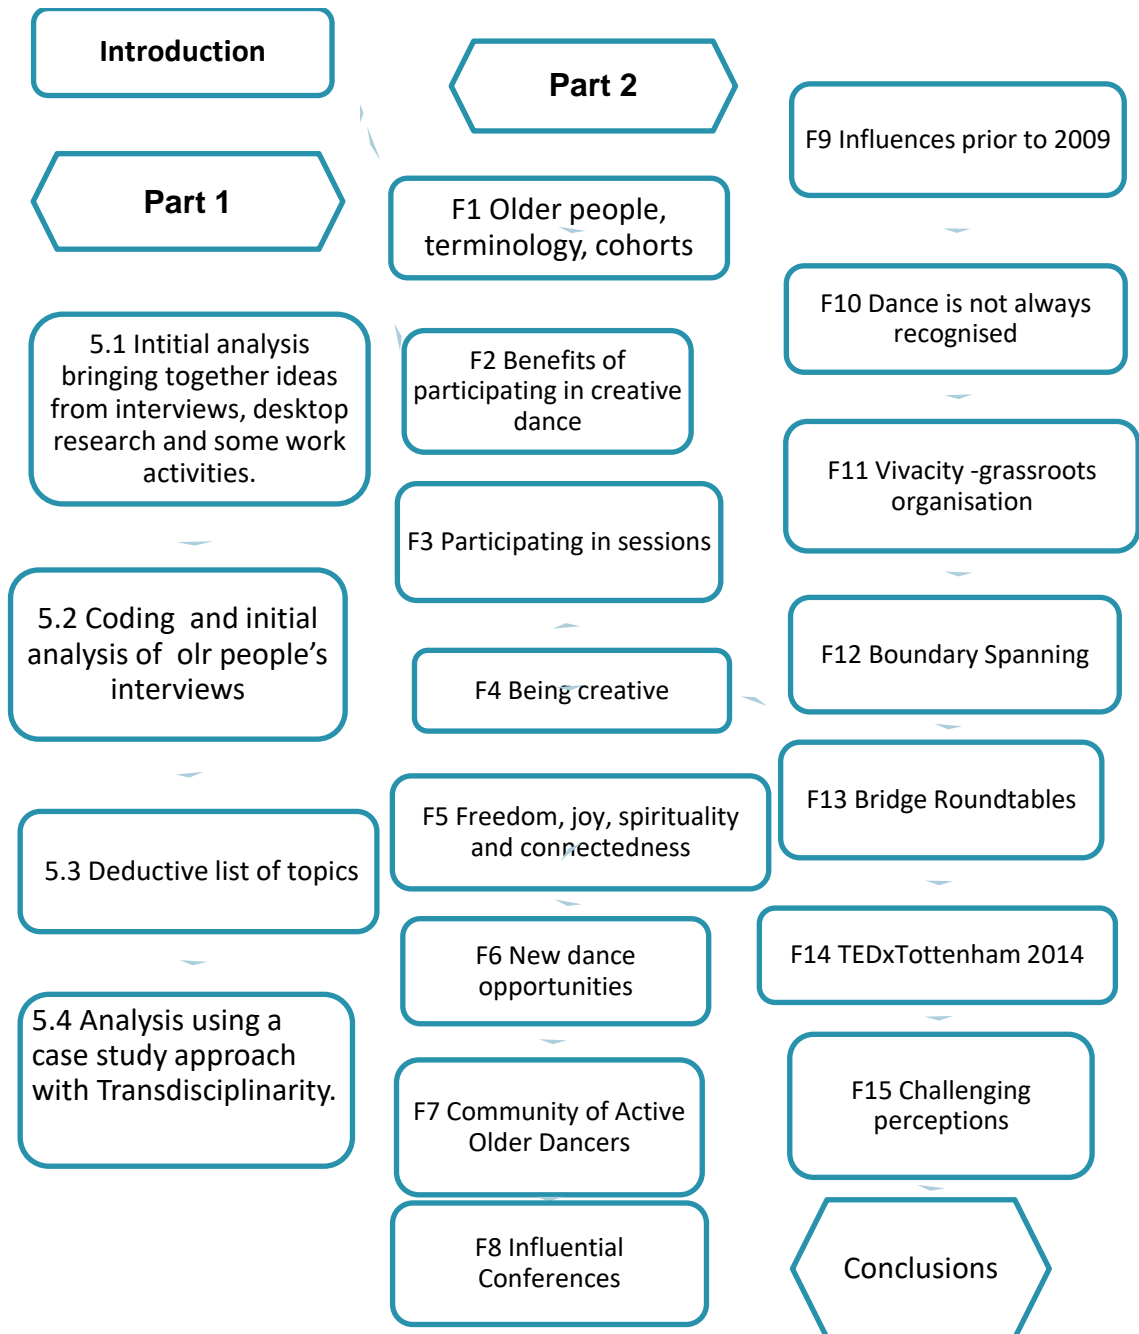 Introduction
Part 1
5.1 Intitial analysis
bringing together ideas
from interviews, desktop
research and some work
activities.
5.2 Coding and initial
analysis of olr people’s
interviews
5.3 Deductive list of topics
5.4 Analysis using a
case study approach
with Transdisciplinarity.
Part 2
F1 Older people,
terminology, cohorts
F2 Benefits of
participating in creative
dance
F3 Participating in sessions
F4 Being creative
F5 Freedom, joy, spirituality
and connectedness
F6 New dance
opportunities
F7 Community of Active
Older Dancers
F8 Influential
Conferences
F9 Influences prior to 2009
F10 Dance is not always
recognised
F11 Vivacity -grassroots
organisation
F12 Boundary Spanning
F13 Bridge Roundtables
F14 TEDxTottenham 2014
F15 Challenging
perceptions
Conclusions